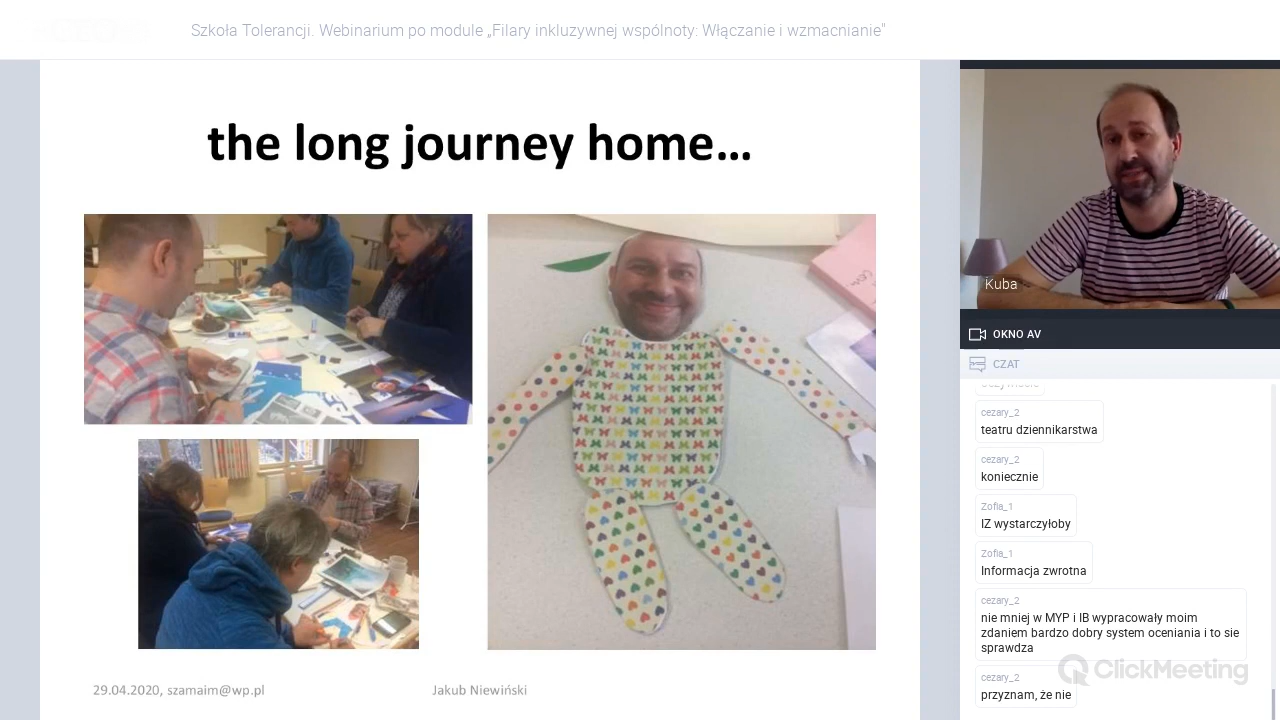 Szkoła Tolerancji. Webinarium po module „Filary inkluzywnej wspólnoty: Włączanie i wzmacnianie"
the long journey home...
29.04.2020, szamaim@wp.pl
Jakub Niewiński
Kuba
OKNO AV
CZAT
cezary_2
teatru dziennikarstwa
cezary_2
koniecznie
Zofia_1
IZ wystarczyłoby
Zofia_1
Informacja zwrotna
cezary_2
nie mniej w MYP i IB wypracowały moim
zdaniem bardzo dobry system oceniania i to sie
sprawdza
ClickMeeting
cezary_2
przyznam, że nie